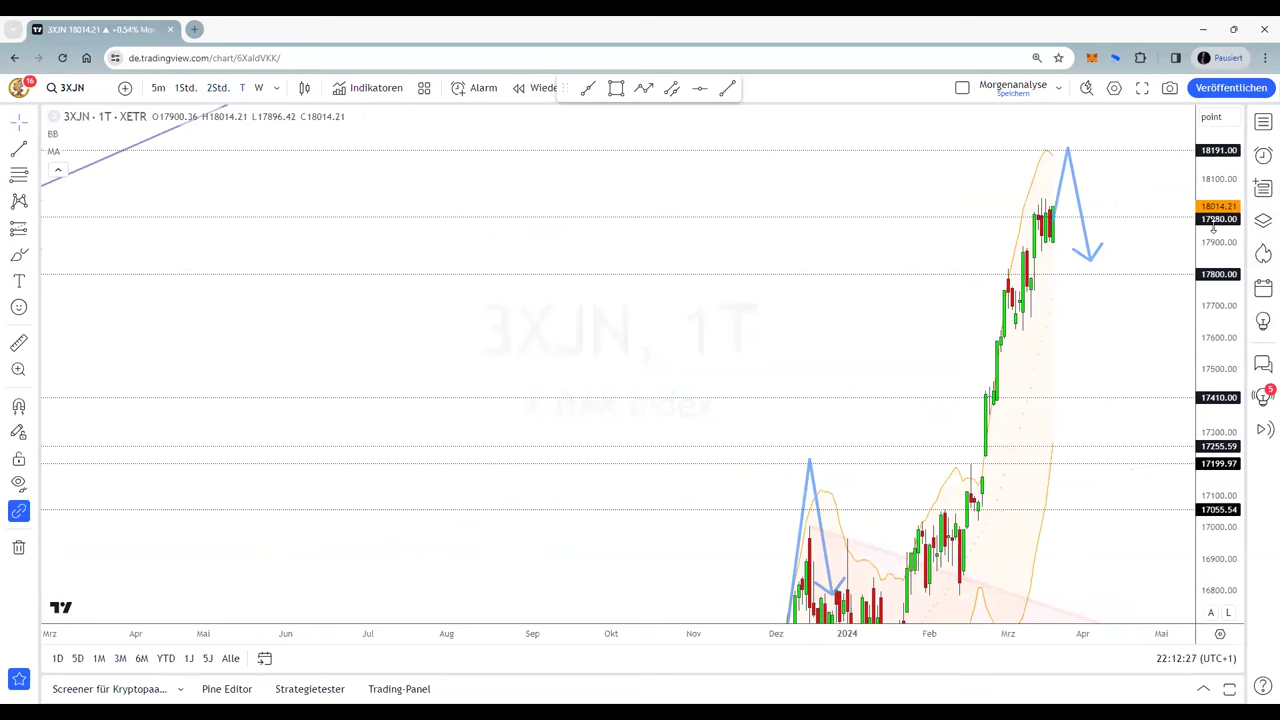 3XJN 18014.21 ▲ +0.54% Mo
de.tradingview.com/chart/6XaldVKK/
Pausiert
16
3XJN
5m
1Std.
2Std.
T
W
Indikatoren
Alarm
Wiede
Morgenanalyse
Speichern
Veröffentlichen
3XJN · 1T · XETR O17900.36 H18014.21 L17896.42 C18014.21
BB
MA
point
18191.00
18100.00
18014.21
17980.00
17900.00
17800.00
17700.00
17600.00
17500.00
17410.00
17300.00
17255.59
17199.97
17100.00
17055.54
17000.00
16900.00
16800.00
3XJN, 1T
DAX Index
5
A L
Mrz Apr Mai Jun Jul Aug Sep Okt Nov Dez 2024 Feb Mrz Apr Mai
1D 5D 1M 3M 6M YTD 1J 5J Alle
22:12:27 (UTC+1)
Screener für Kryptopaa...
Pine Editor
Strategietester
Trading-Panel